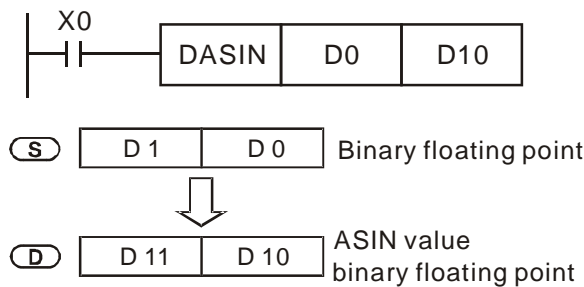 X0
DASIN D0 D10
S D 1 D 0 Binary floating point
D D 11 D 10 ASIN value
binary floating point